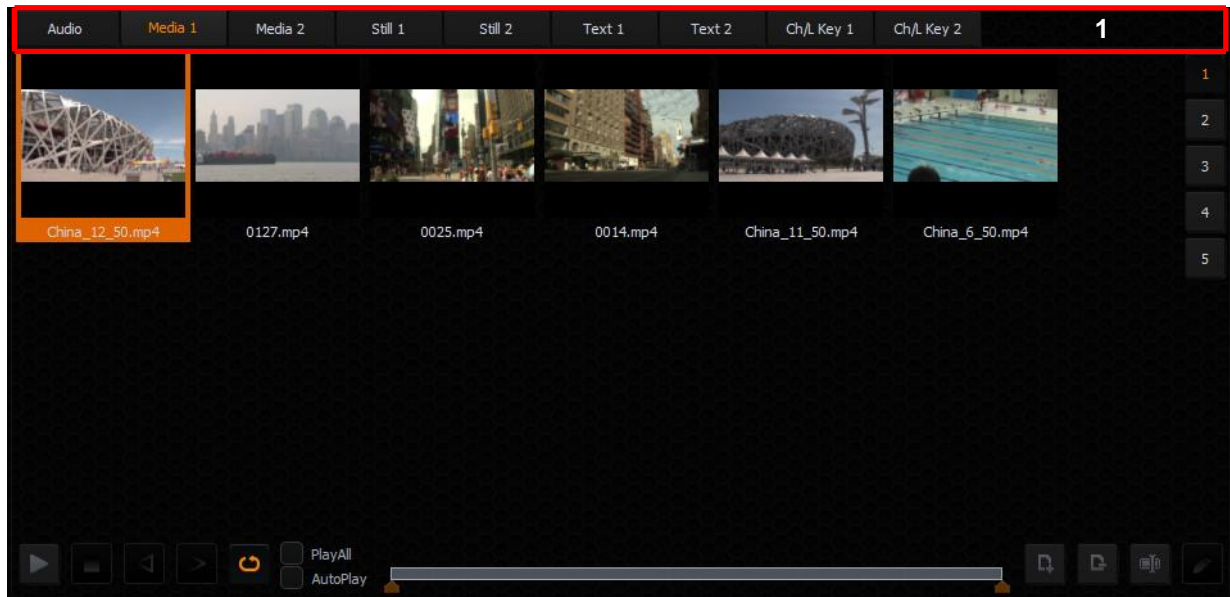 Audio Media 1 Media 2 Still 1 Still 2 Text 1 Text 2 Ch/L Key 1 Ch/L Key 2 1
1
2
3
4
5
China_12_50.mp4 0127.mp4 0025.mp4 0014.mp4 China_11_50.mp4 China_6_50.mp4
PlayAll
AutoPlay